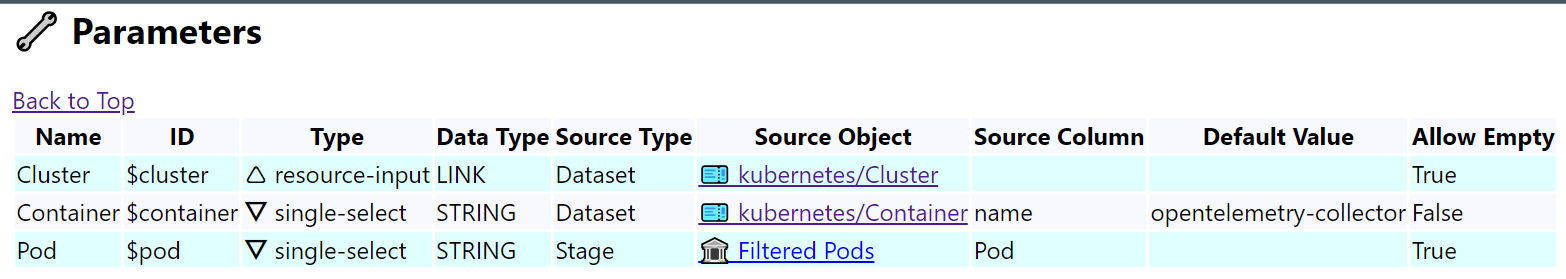 Parameters
Back to Top
Name ID Type Data Type Source Type Source Object Source Column Default Value Allow Empty
Cluster $cluster resource-input LINK Dataset kubernetes/Cluster True
Container $container single-select STRING Dataset kubernetes/Container name opentelemetry-collector False
Pod $pod single-select STRING Stage Filtered Pods Pod True